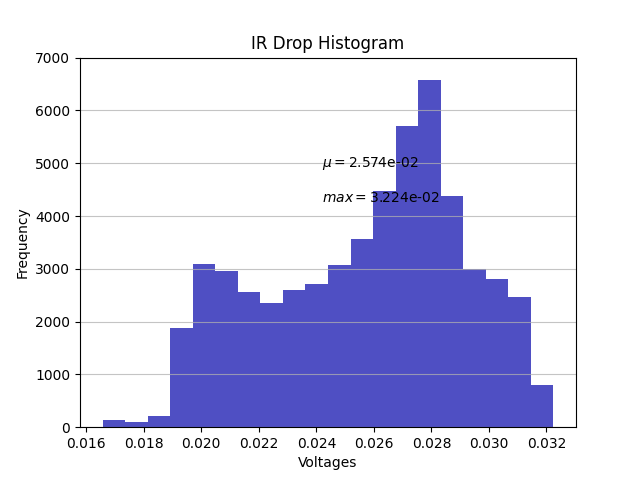 IR Drop Histogram
7000
6000
5000
4000
3000
2000
1000
0
Frequency
μ = 2.574e-02
max = 3.224e-02
0.016 0.018 0.020 0.022 0.024 0.026 0.028 0.030 0.032
Voltages